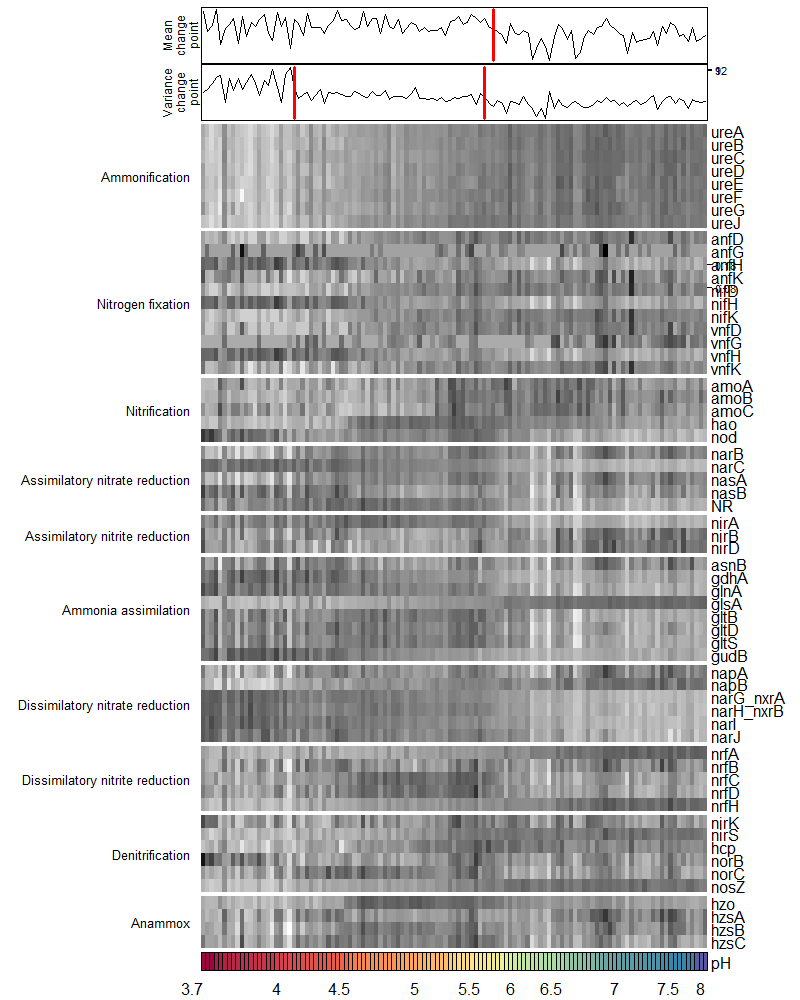 Mean
change
point
Variance
change
point
Ammonification
ureA
ureB
ureC
ureD
ureE
ureF
ureG
ureJ
Nitrogen fixation
anfD
anfG
anfH
anfK
nifD
nifH
nifK
vnfD
vnfG
vnfH
vnfK
Nitrification
amoA
amoB
amoC
hao
nod
Assimilatory nitrate reduction
narB
narC
nasA
nasB
NR
Assimilatory nitrite reduction
nirA
nirB
nirD
Ammonia assimilation
asnB
gdhA
glnA
glsA
gltB
gltD
gltS
gudB
Dissimilatory nitrate reduction
napA
napB
narG_nxrA
narH_nxrB
narI
narJ
Dissimilatory nitrite reduction
nrfA
nrfB
nrfC
nrfD
nrfH
Denitrification
nirK
nirS
hcp
norB
norC
nosZ
Anammox
hzo
hzsA
hzsB
hzsC
pH
3.7 4 4.5 5 5.5 6 6.5 7 7.5 8